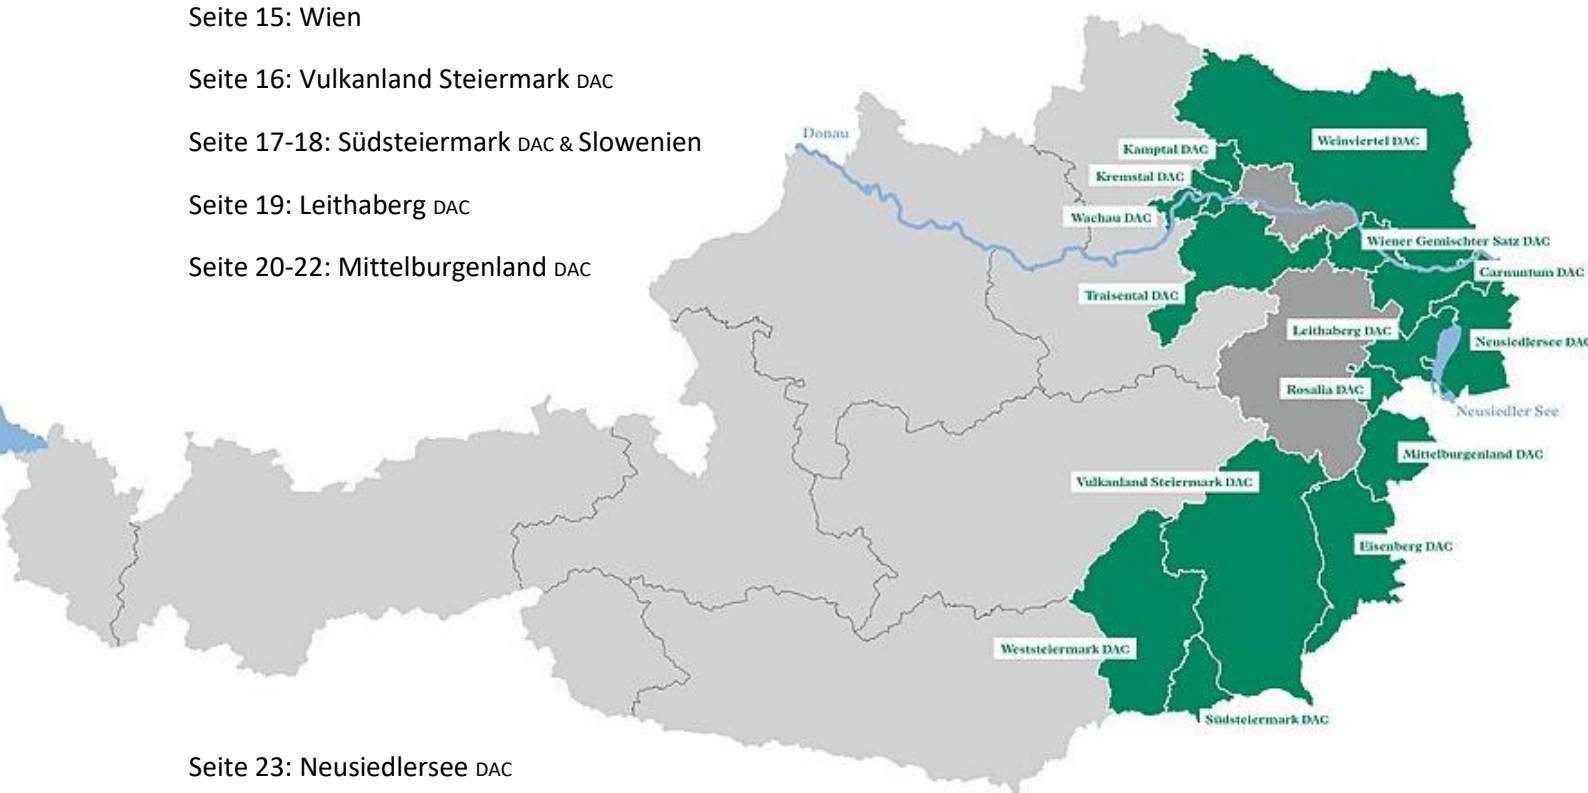 Seite 15: Wien
Seite 16: Vulkanland Steiermark DAC
Seite 17-18: Südsteiermark DAC & Slowenien
Seite 19: Leithaberg DAC
Seite 20-22: Mittelburgenland DAC
Donau
Weinviertel DAC
Kamptal DAC
Kremstal DAC
Wachau DAC
Wiener Gemischter Satz DAC
Carnuntum DAC
Traisental DAC
Leithaberg DAC
Neusiedlersee DAC
Rosalia DAC
Neusiedler See
Mittelburgenland DAC
Vulkanland Steiermark DAC
Eisenberg DAC
Weststeiermark DAC
Südsteiermark DAC
Seite 23: Neusiedlersee DAC